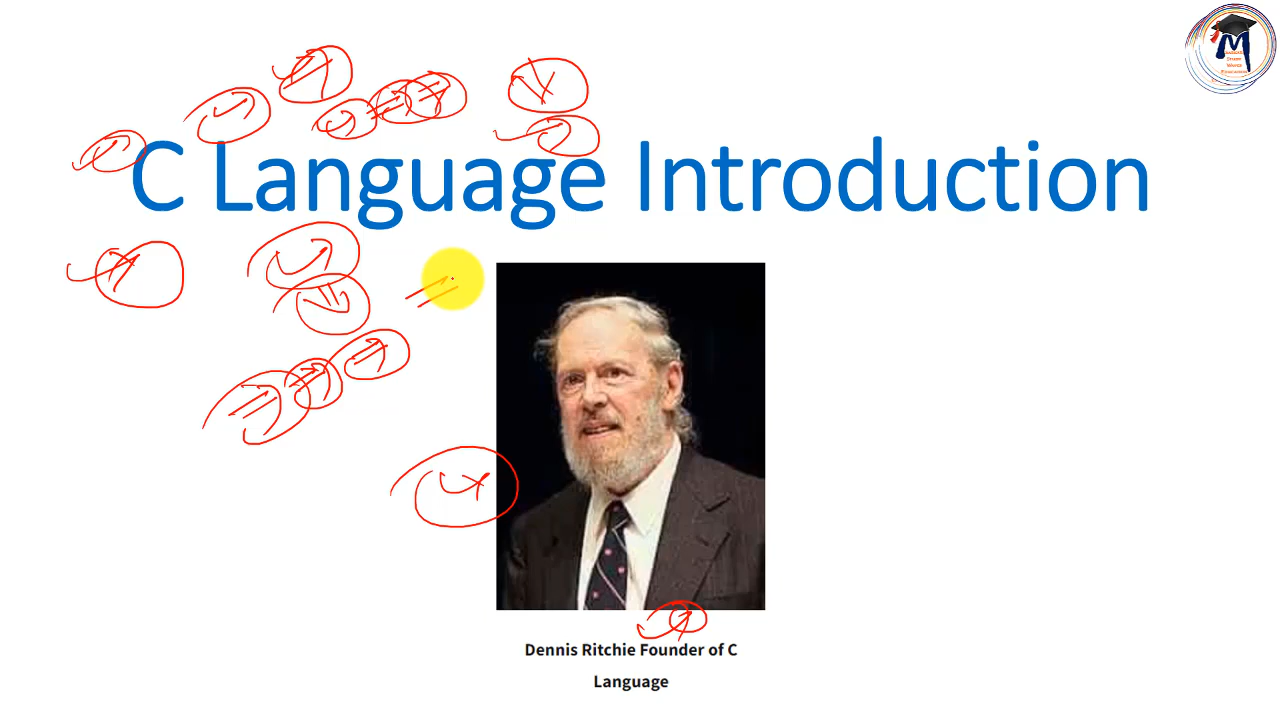 C Language Introduction
Dennis Ritchie Founder of C
Language